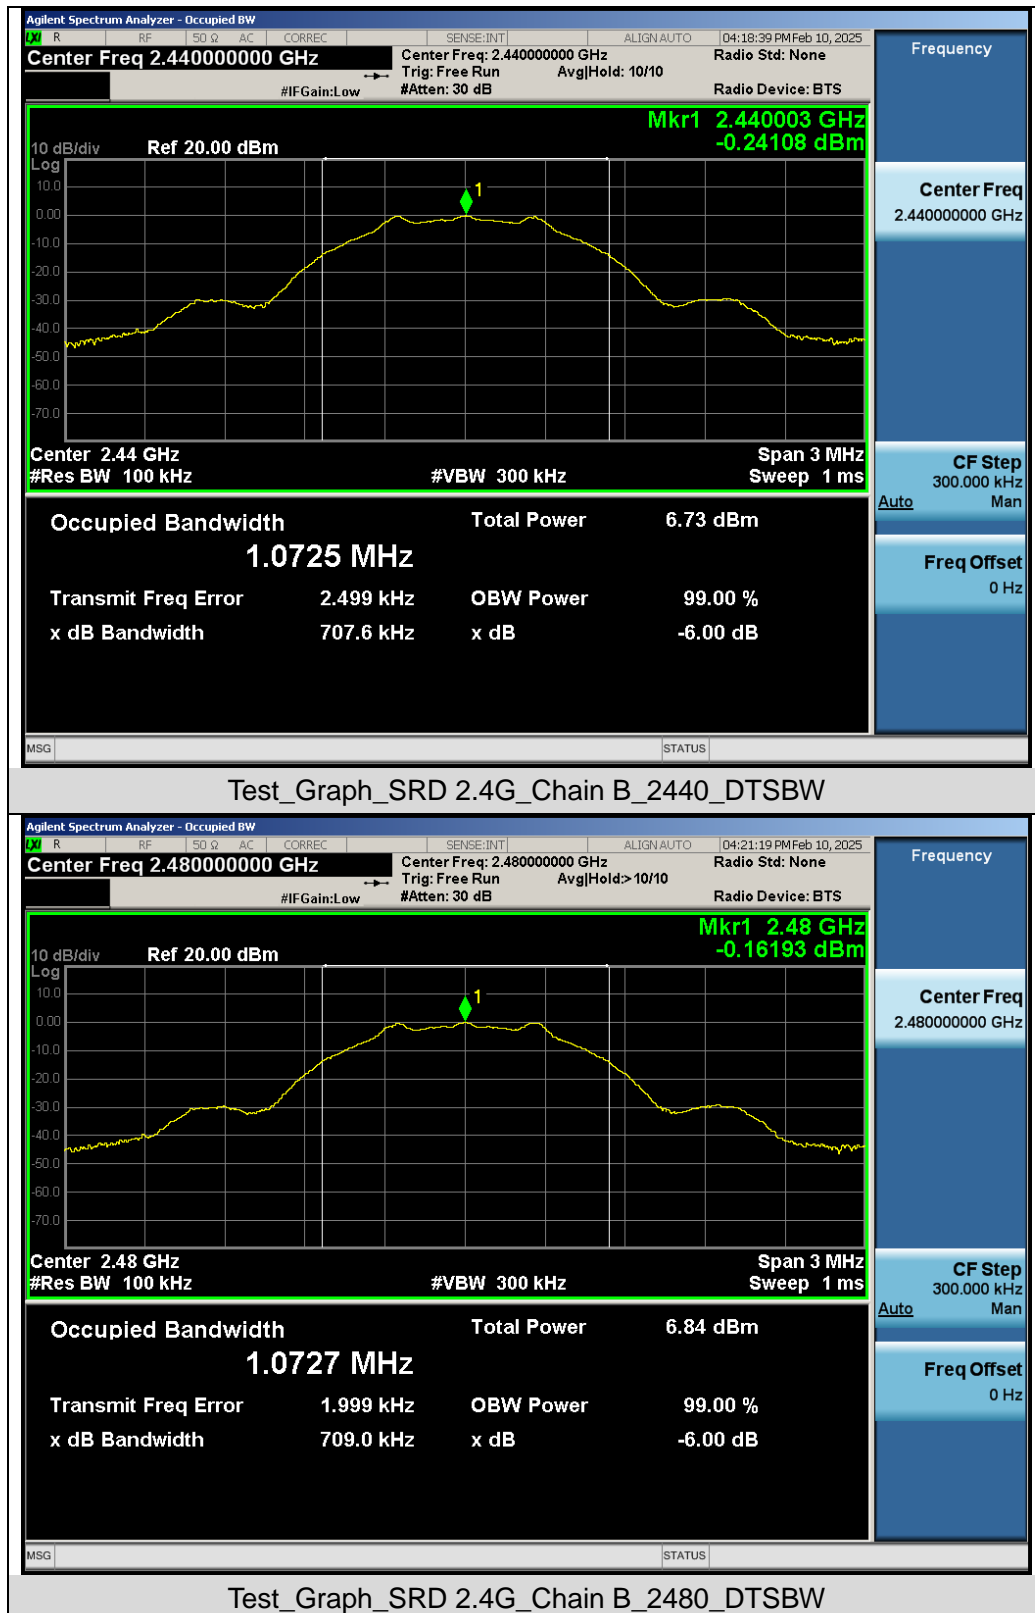 Agilent Spectrum Analyzer - Occupied BW
LXI R RF 50 Ω AC CORREC SENSE:INT ALIGN AUTO 04:18:39 PM Feb 10, 2025
Center Freq 2.440000000 GHz
Center Freq: 2.440000000 GHz
Radio Std: None
Trig: Free Run
Avg|Hold: 10/10
#IFGain:Low
#Atten: 30 dB
Radio Device: BTS
Frequency
Mkr1 2.440003 GHz
-0.24108 dBm
10 dB/div
Ref 20.00 dBm
Log
10.0
0.00
-10.0
-20.0
-30.0
-40.0
-50.0
-60.0
-70.0
1
Center Freq
2.440000000 GHz
Center 2.44 GHz
Span 3 MHz
#Res BW 100 kHz
#VBW 300 kHz
Sweep 1 ms
CF Step
300.000 kHz
Auto Man
Occupied Bandwidth
Total Power 6.73 dBm
1.0725 MHz
Freq Offset
0 Hz
Transmit Freq Error 2.499 kHz OBW Power 99.00 %
x dB Bandwidth 707.6 kHz x dB -6.00 dB
MSG STATUS
Test_Graph_SRD 2.4G_Chain B_2440_DTSBW
Agilent Spectrum Analyzer - Occupied BW
LXI R RF 50 Ω AC CORREC SENSE:INT ALIGN AUTO 04:21:19 PM Feb 10, 2025
Center Freq 2.480000000 GHz
Center Freq: 2.480000000 GHz
Radio Std: None
Trig: Free Run
Avg|Hold:>10/10
#IFGain:Low
#Atten: 30 dB
Radio Device: BTS
Frequency
Mkr1 2.48 GHz
-0.16193 dBm
10 dB/div
Ref 20.00 dBm
Log
10.0
0.00
-10.0
-20.0
-30.0
-40.0
-50.0
-60.0
-70.0
1
Center Freq
2.480000000 GHz
Center 2.48 GHz
Span 3 MHz
#Res BW 100 kHz
#VBW 300 kHz
Sweep 1 ms
CF Step
300.000 kHz
Auto Man
Occupied Bandwidth
Total Power 6.84 dBm
1.0727 MHz
Freq Offset
0 Hz
Transmit Freq Error 1.999 kHz OBW Power 99.00 %
x dB Bandwidth 709.0 kHz x dB -6.00 dB
MSG STATUS
Test_Graph_SRD 2.4G_Chain B_2480_DTSBW